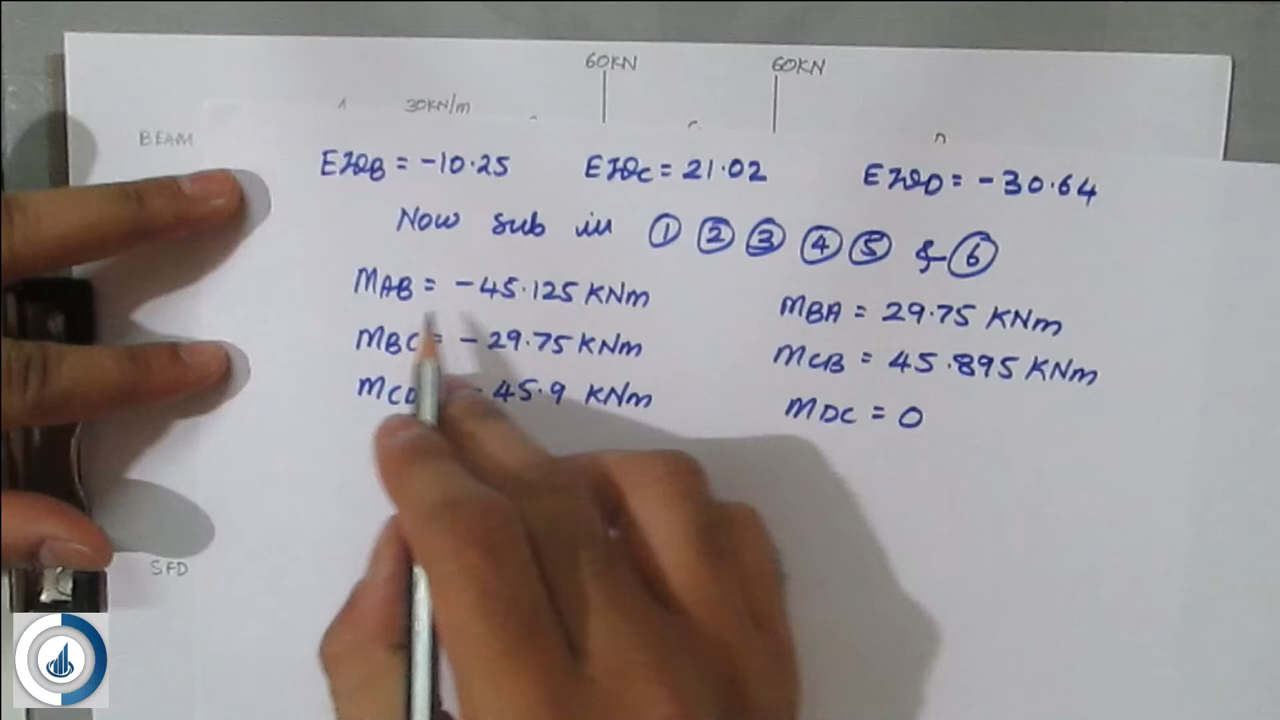 60KN 60KN
A 30KN/m
BEAM
D
EIθB = -10.25 EIθC = 21.02 EIθD = -30.64
Now sub in ① ② ③ ④ ⑤ & ⑥
MAB = -45.125 KNm MBA = 29.75 KNm
MBC = - 29.75 KNm MCB = 45.895 KNm
MCD - 45.9 KNm MDC = 0
SFD